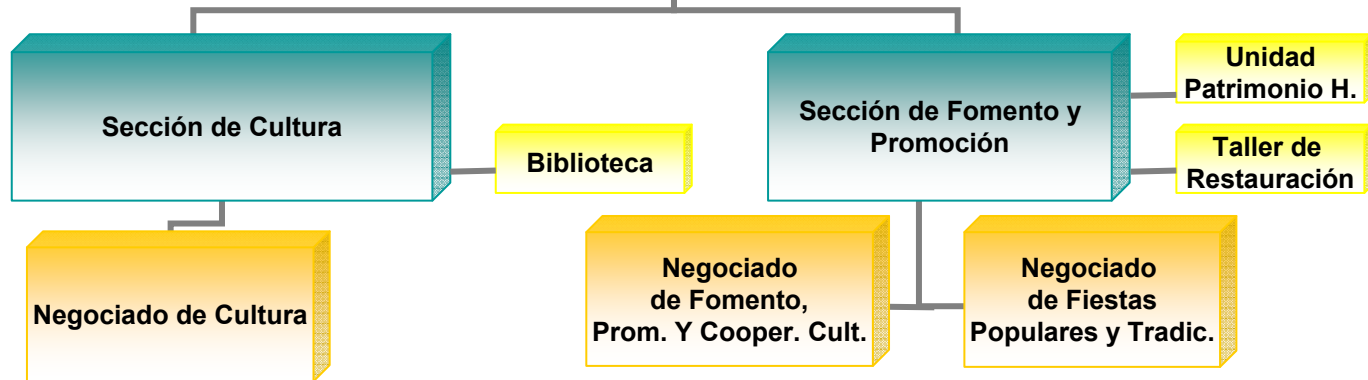 Sección de Cultura
Biblioteca
Negociado de Cultura
Sección de Fomento y
Promoción
Unidad
Patrimonio H.
Taller de
Restauración
Negociado
de Fomento,
Prom. Y Cooper. Cult.
Negociado
de Fiestas
Populares y Tradic.